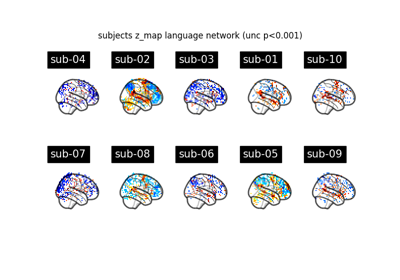 subjects z_map language network (unc p<0.001)
sub-04 sub-02 sub-03 sub-01 sub-10
sub-07 sub-08 sub-06 sub-05 sub-09